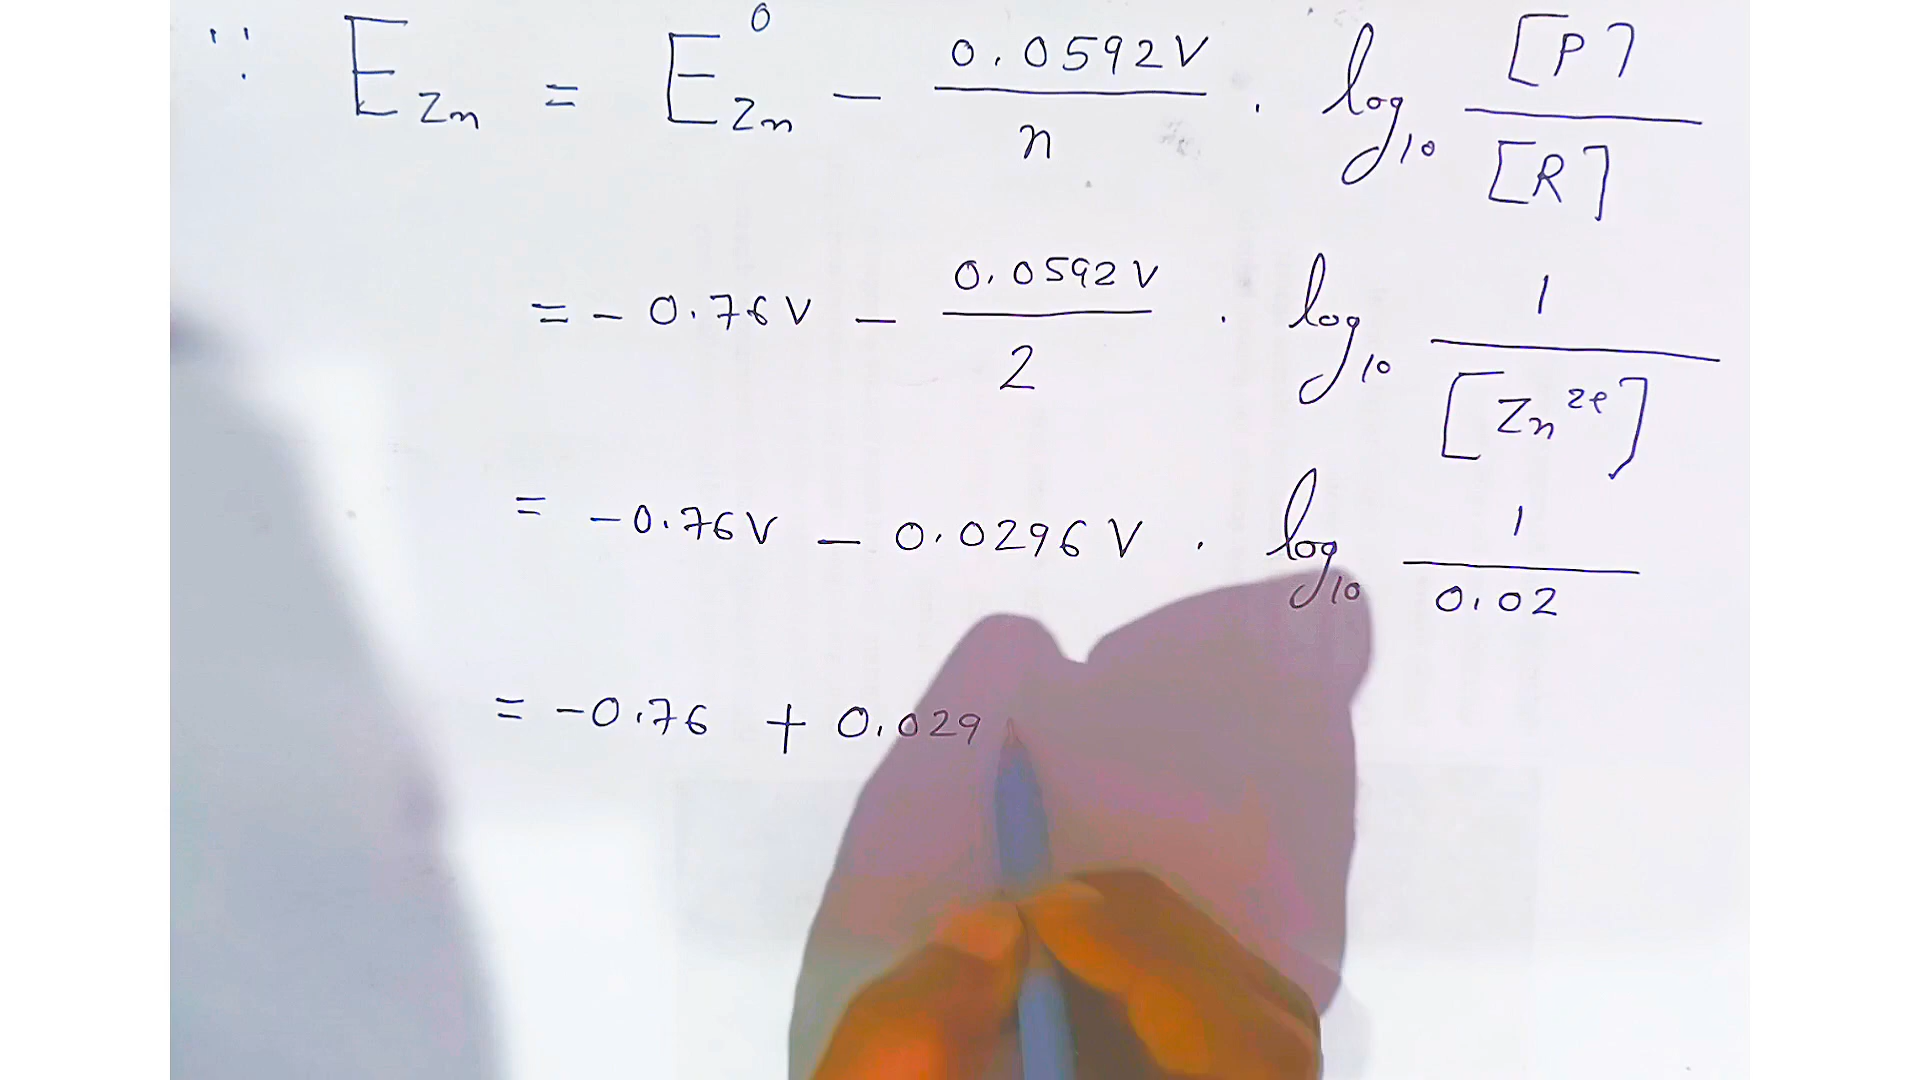 ∵ E_Zn = E⁰_Zn − 0.0592V/n · log₁₀ [P]/[R]
= − 0.76V − 0.0592V/2 · log₁₀ 1/[Zn²⁺]
= −0.76V − 0.0296V · log₁₀ 1/0.02
= −0.76 + 0.029